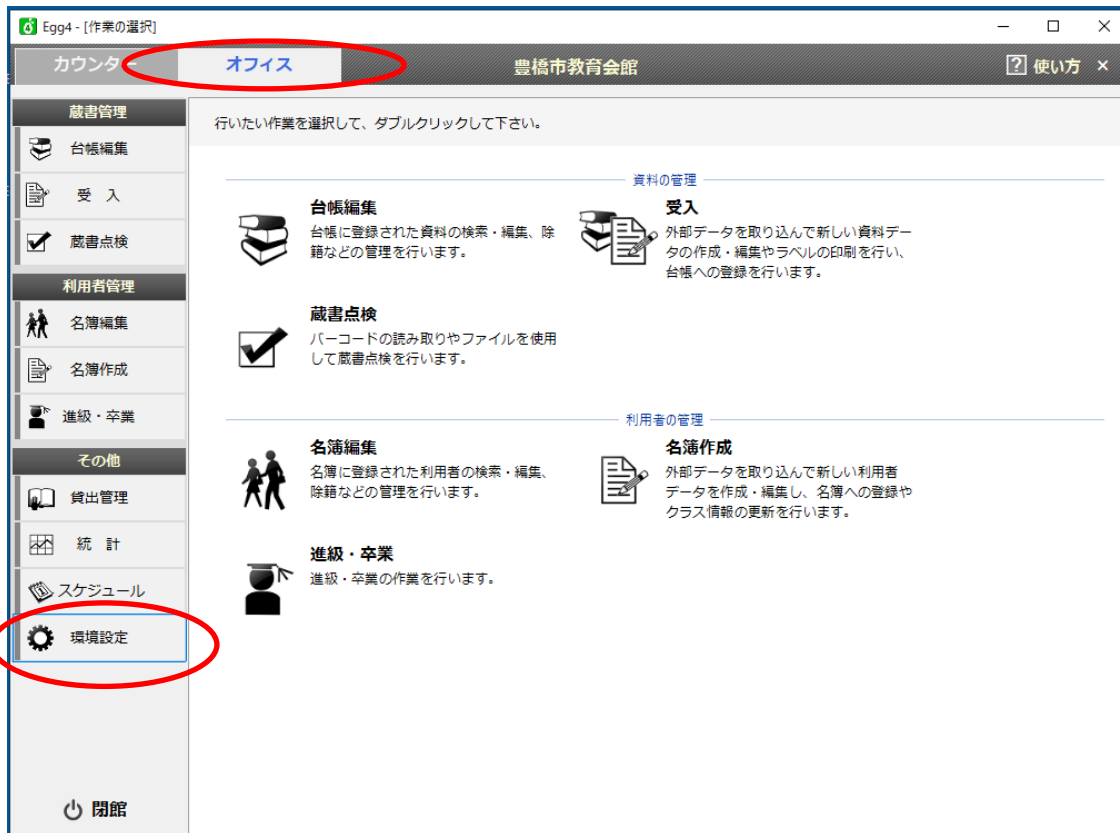 Egg4 - [作業の選択]
カウンター
オフィス
豊橋市教育会館
? 使い方 ×
蔵書管理
台帳編集
受 入
蔵書点検
利用者管理
名簿編集
名簿作成
進級・卒業
その他
貸出管理
統 計
スケジュール
環境設定
閉館
行いたい作業を選択して、ダブルクリックして下さい。
資料の管理
台帳編集
台帳に登録された資料の検索・編集、除
籍などの管理を行います。
受入
外部データを取り込んで新しい資料デー
タの作成・編集やラベルの印刷を行い、
台帳への登録を行います。
蔵書点検
バーコードの読み取りやファイルを使用
して蔵書点検を行います。
利用者の管理
名簿編集
名簿に登録された利用者の検索・編集、
除籍などの管理を行います。
名簿作成
外部データを取り込んで新しい利用者
データを作成・編集し、名簿への登録や
クラス情報の更新を行います。
進級・卒業
進級・卒業の作業を行います。